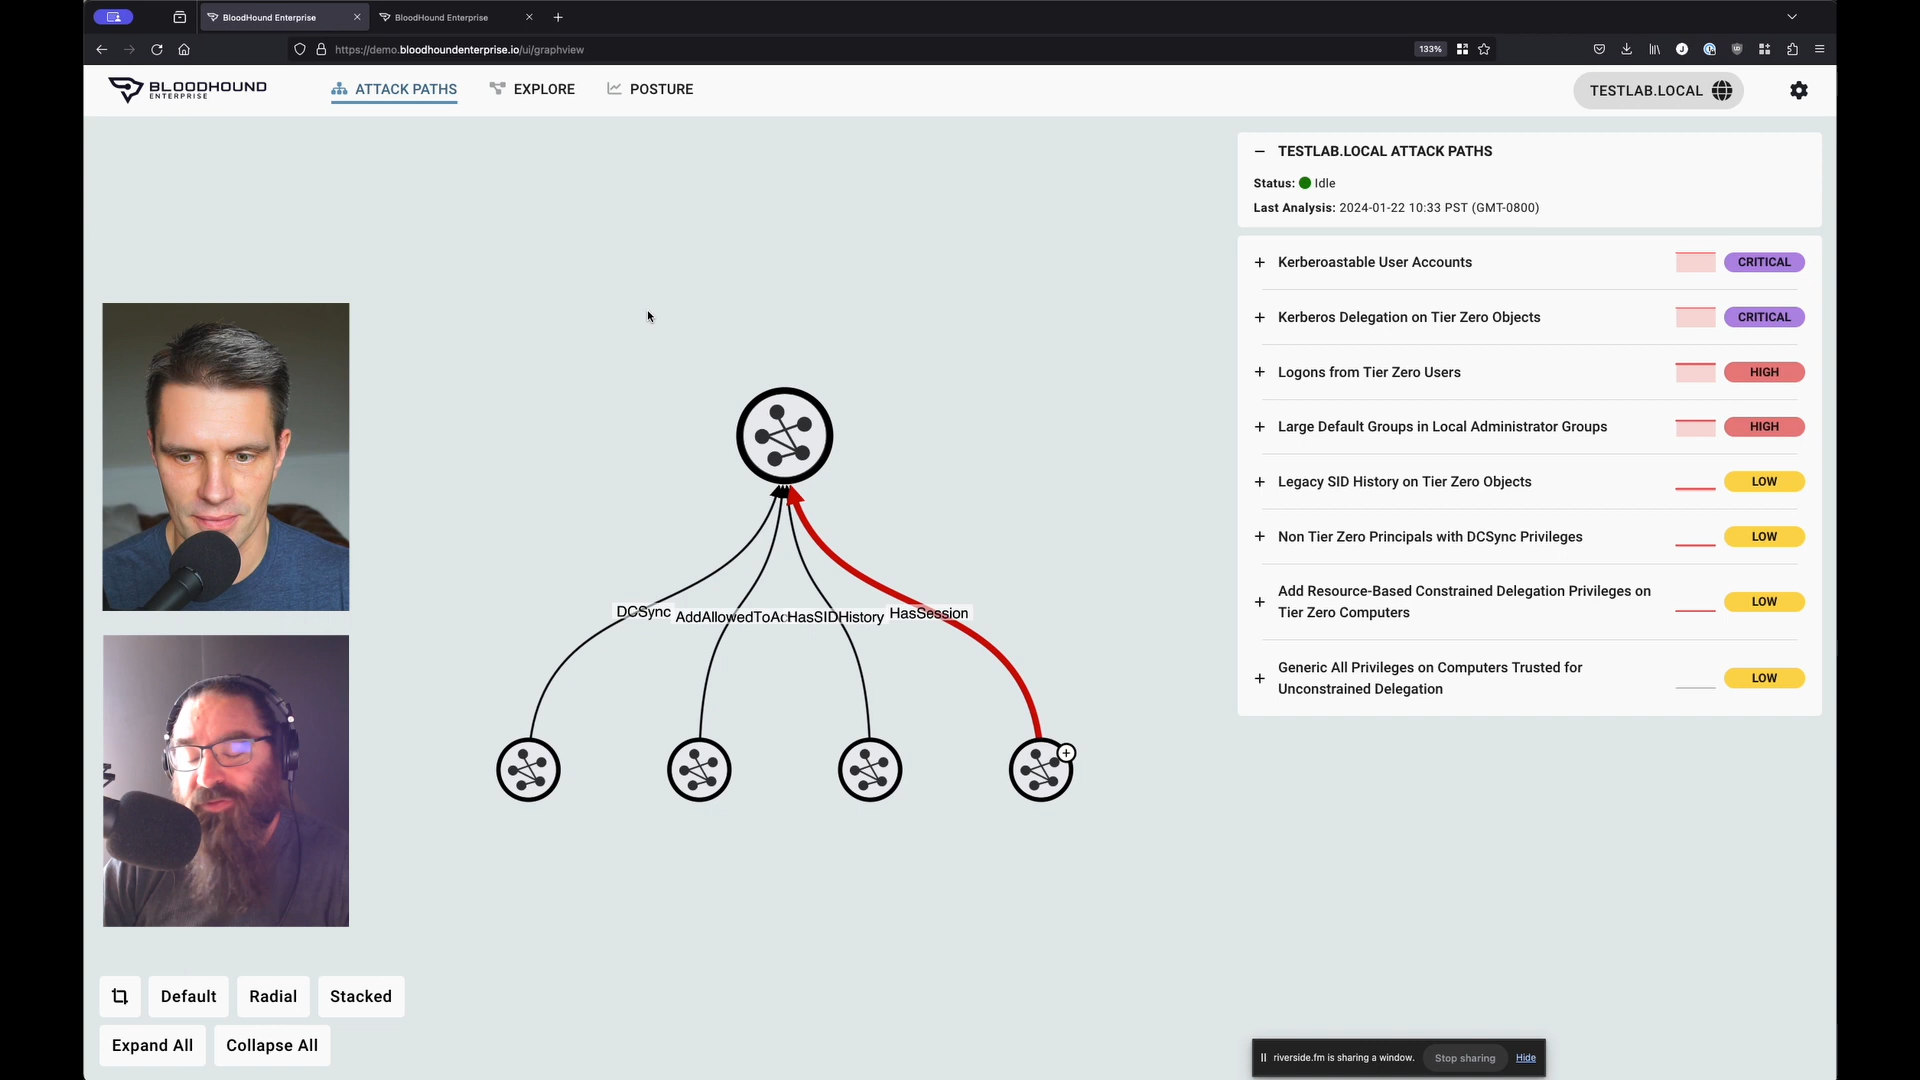 BloodHound Enterprise
BloodHound Enterprise
https://demo.bloodhoundenterprise.io/ui/graphview
133%
BLOODHOUND
ENTERPRISE
ATTACK PATHS
EXPLORE
POSTURE
TESTLAB.LOCAL
TESTLAB.LOCAL ATTACK PATHS
Status: Idle
Last Analysis: 2024-01-22 10:33 PST (GMT-0800)
Kerberoastable User Accounts
CRITICAL
Kerberos Delegation on Tier Zero Objects
CRITICAL
Logons from Tier Zero Users
HIGH
Large Default Groups in Local Administrator Groups
HIGH
Legacy SID History on Tier Zero Objects
LOW
Non Tier Zero Principals with DCSync Privileges
LOW
Add Resource-Based Constrained Delegation Privileges on
Tier Zero Computers
LOW
Generic All Privileges on Computers Trusted for
Unconstrained Delegation
LOW
DCSync
AddAllowedToAc
HasSIDHistory
HasSession
Default
Radial
Stacked
Expand All
Collapse All
riverside.fm is sharing a window.
Stop sharing
Hide